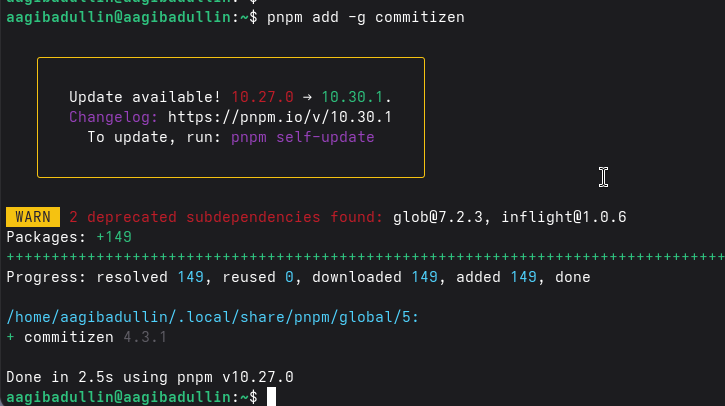 aagibadullin@aagibadullin:~$
aagibadullin@aagibadullin:~$ pnpm add -g commitizen
Update available! 10.27.0 → 10.30.1.
Changelog: https://pnpm.io/v/10.30.1
To update, run: pnpm self-update
WARN 2 deprecated subdependencies found: glob@7.2.3, inflight@1.0.6
Packages: +149
++++++++++++++++++++++++++++++++++++++++++++++++++++++++++++++++++++++++++++++++
Progress: resolved 149, reused 0, downloaded 149, added 149, done
/home/aagibadullin/.local/share/pnpm/global/5:
+ commitizen 4.3.1
Done in 2.5s using pnpm v10.27.0
aagibadullin@aagibadullin:~$